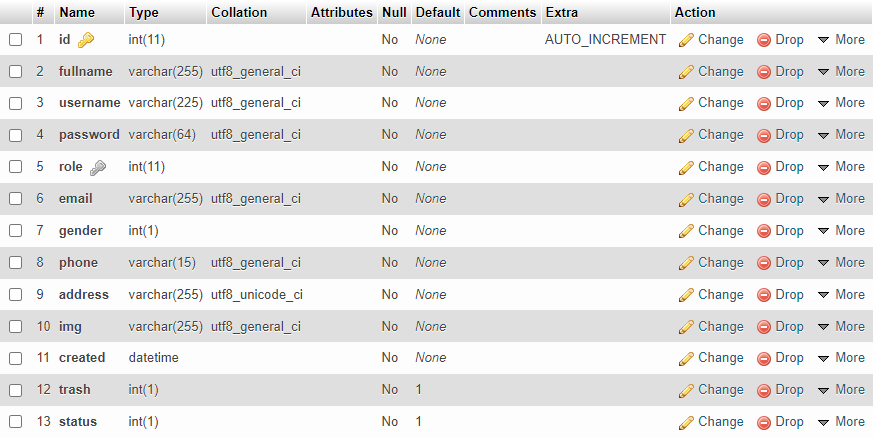 # Name Type Collation Attributes Null Default Comments Extra Action
1 id int(11) No None AUTO_INCREMENT Change Drop More
2 fullname varchar(255) utf8_general_ci No None Change Drop More
3 username varchar(225) utf8_general_ci No None Change Drop More
4 password varchar(64) utf8_general_ci No None Change Drop More
5 role int(11) No None Change Drop More
6 email varchar(255) utf8_general_ci No None Change Drop More
7 gender int(1) No None Change Drop More
8 phone varchar(15) utf8_general_ci No None Change Drop More
9 address varchar(255) utf8_unicode_ci No None Change Drop More
10 img varchar(255) utf8_general_ci No None Change Drop More
11 created datetime No None Change Drop More
12 trash int(1) No 1 Change Drop More
13 status int(1) No 1 Change Drop More